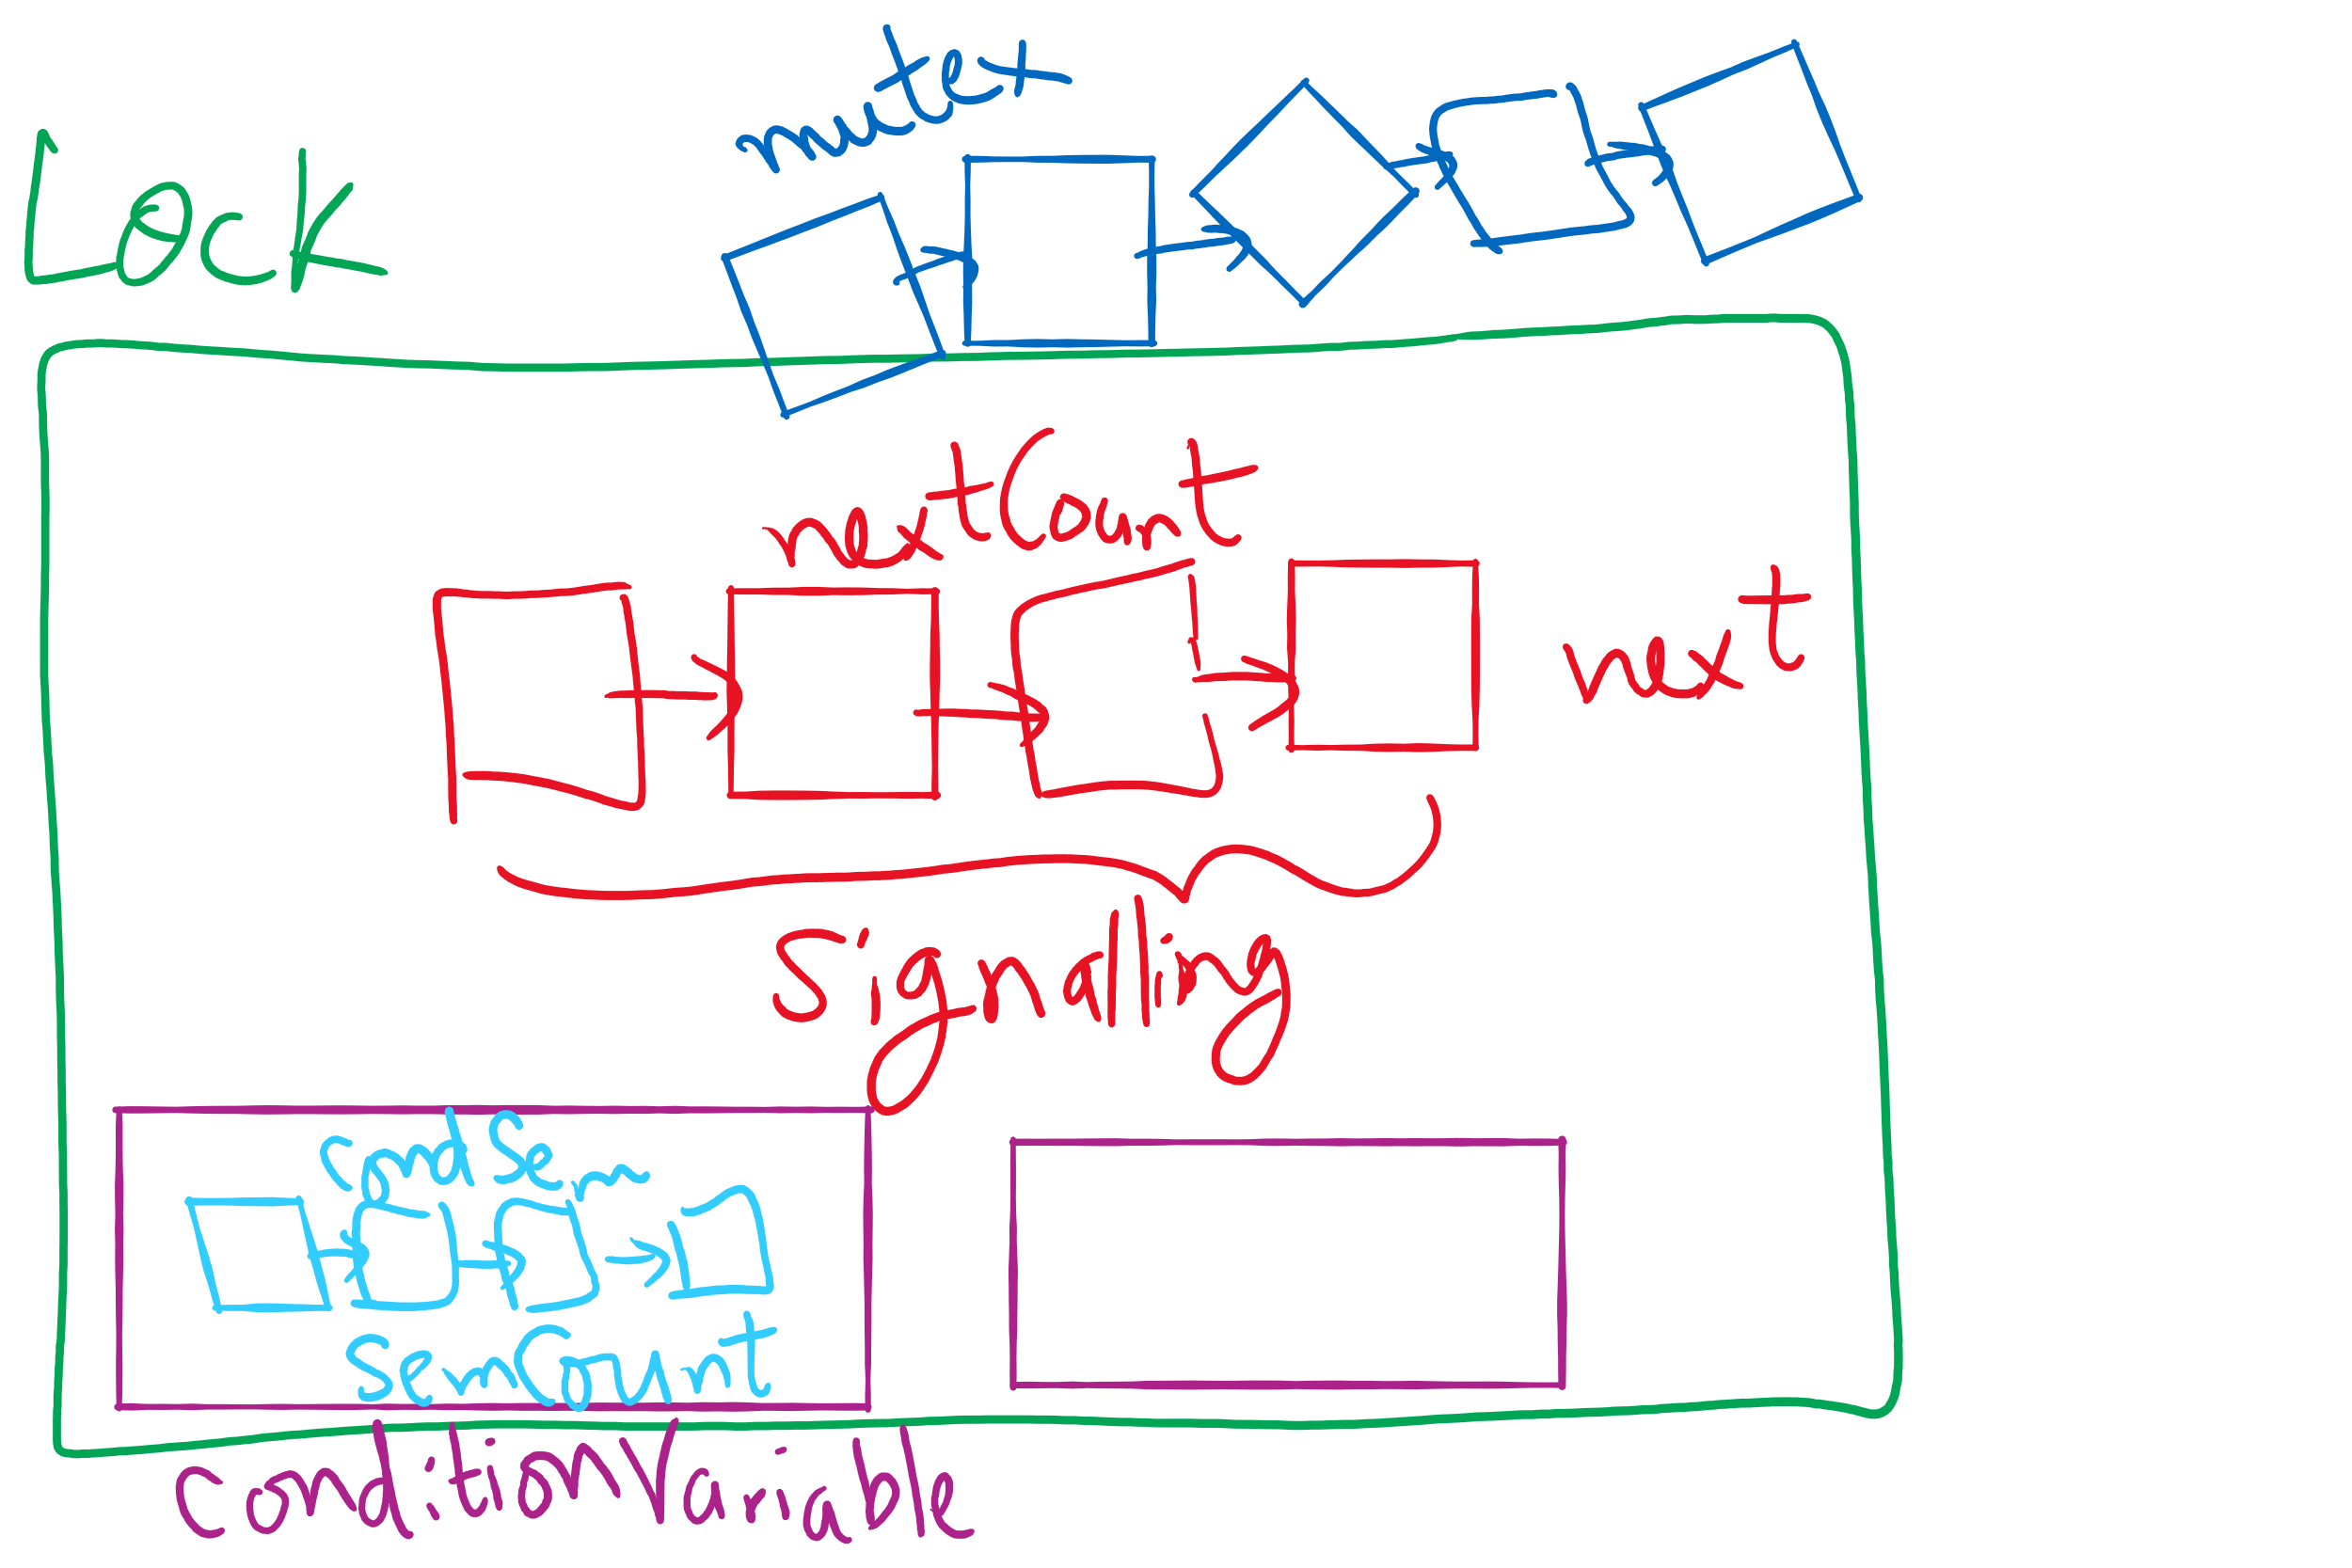 Lock
mutex
nextCount
next
Signalling
CondSem
SemCount
ConditionVariable